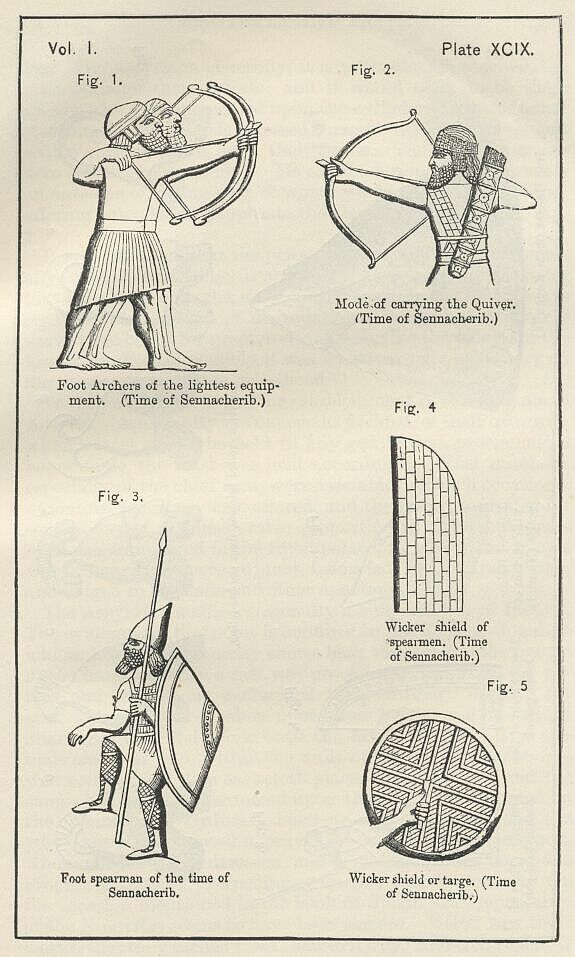 Vol. I.
Plate XCIX.
Fig. 1.
Fig. 2.
Mode of carrying the Quiver.
(Time of Sennacherib.)
Foot Archers of the lightest equip-
ment. (Time of Sennacherib.)
Fig. 4
Fig. 3.
Wicker shield of
spearmen. (Time
of Sennacherib.)
Fig. 5
Foot spearman of the time of
Sennacherib.
Wicker shield or targe. (Time
of Sennacherib.)